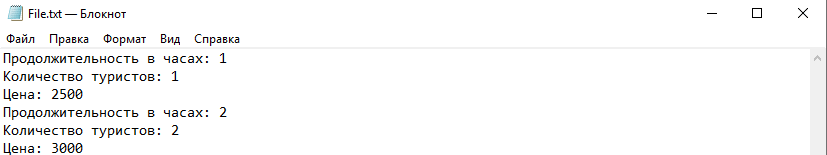 File.txt — Блокнот
Файл Правка Формат Вид Справка
Продолжительность в часах: 1
Количество туристов: 1
Цена: 2500
Продолжительность в часах: 2
Количество туристов: 2
Цена: 3000